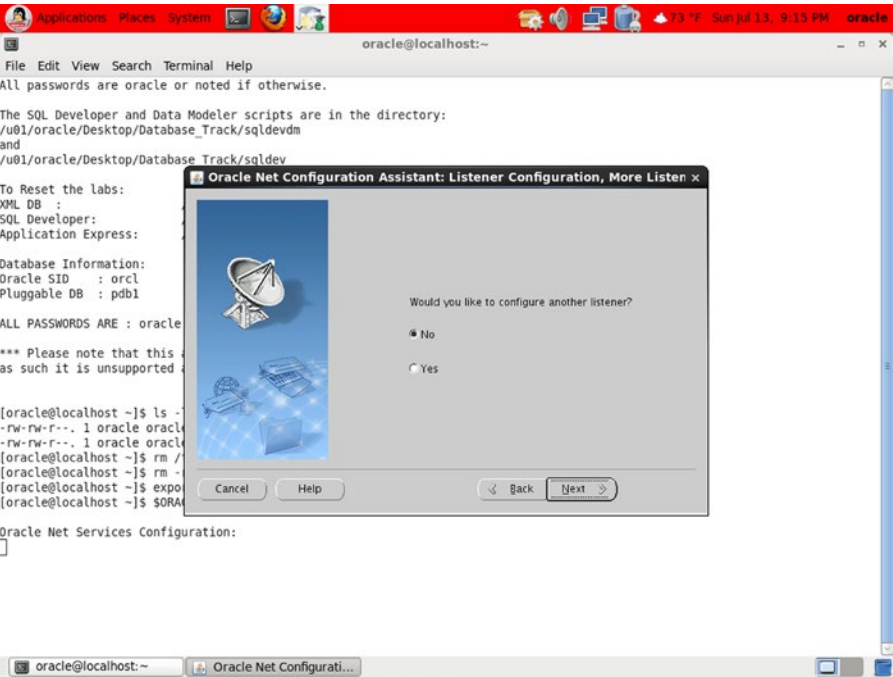 Applications Places System 73 °F Sun Jul 13, 9:15 PM oracle
oracle@localhost:~
File Edit View Search Terminal Help
All passwords are oracle or noted if otherwise.
The SQL Developer and Data Modeler scripts are in the directory:
/u01/oracle/Desktop/Database_Track/sqldevdm
and
/u01/oracle/Desktop/Database_Track/sqldev
Oracle Net Configuration Assistant: Listener Configuration, More Listen
To Reset the labs:
XML DB :
SQL Developer:
Application Express:
Database Information:
Oracle SID : orcl
Pluggable DB : pdb1
ALL PASSWORDS ARE : oracle
*** Please note that this
as such it is unsupported
[oracle@localhost ~]$ ls -
-rw-rw-r--. 1 oracle oracl
-rw-rw-r--. 1 oracle oracle
[oracle@localhost ~]$ rm /
[oracle@localhost ~]$ rm -
[oracle@localhost ~]$ expo
[oracle@localhost ~]$ $ORA
Would you like to configure another listener?
No
Yes
Cancel Help Back Next
Oracle Net Services Configuration:
oracle@localhost:~ Oracle Net Configurati...